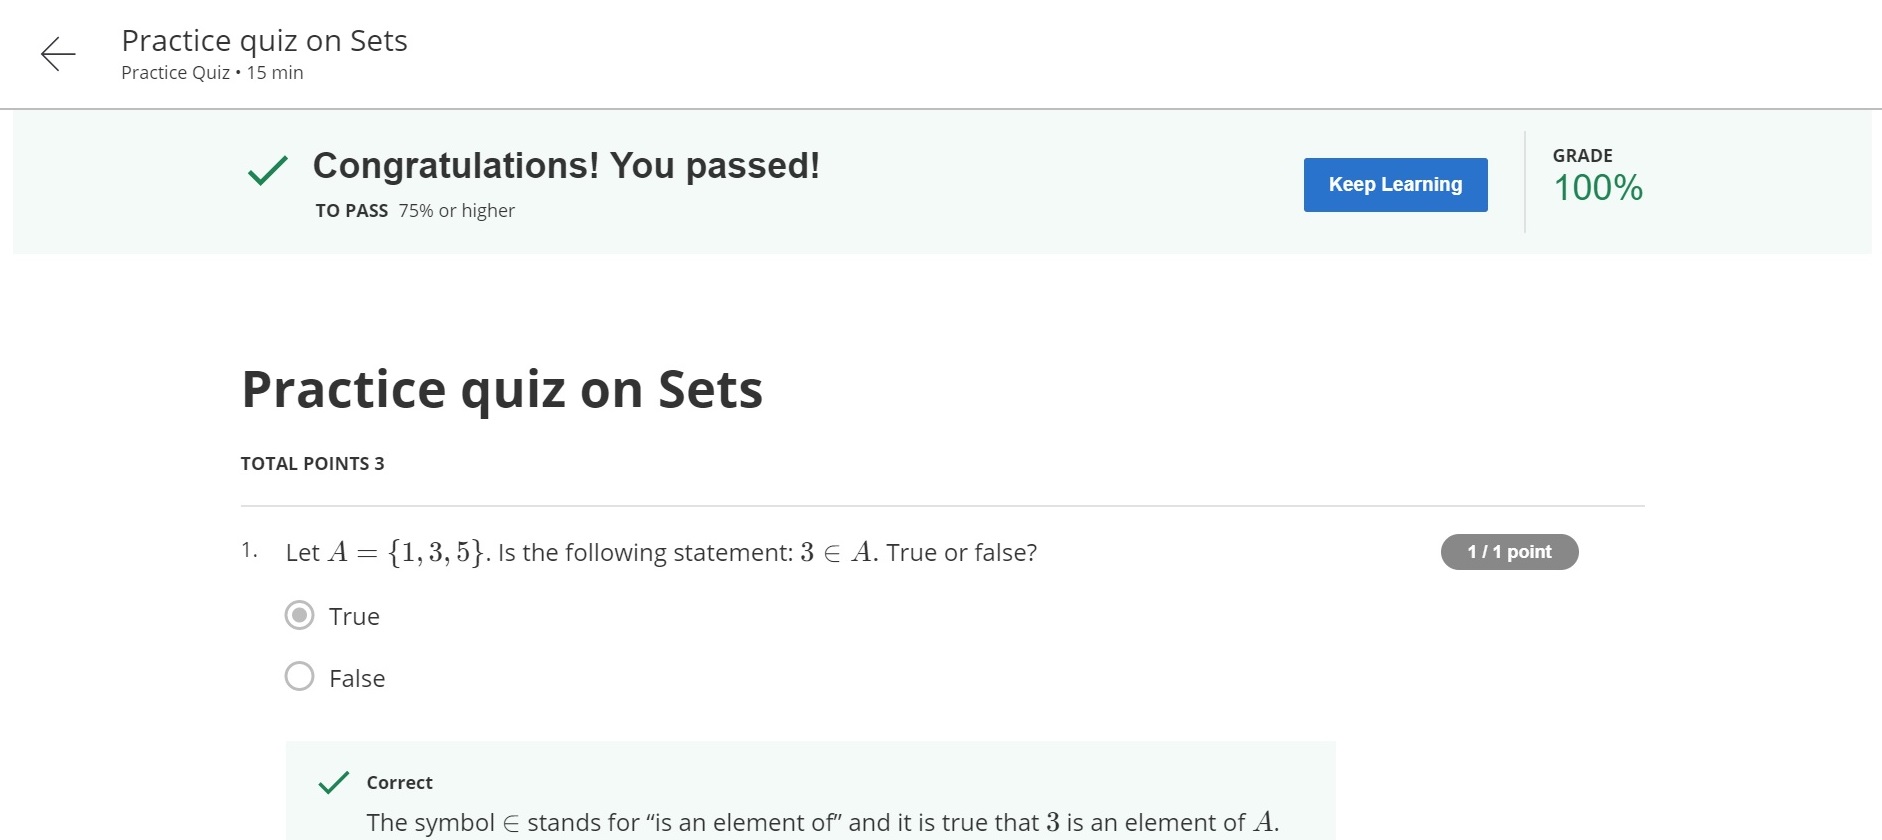 Practice quiz on Sets
Practice Quiz • 15 min
Congratulations! You passed!
TO PASS 75% or higher
Keep Learning
GRADE
100%
Practice quiz on Sets
TOTAL POINTS 3
1. Let A = {1, 3, 5}. Is the following statement: 3 ∈ A. True or false?
1 / 1 point
True
False
Correct
The symbol ∈ stands for “is an element of” and it is true that 3 is an element of A.